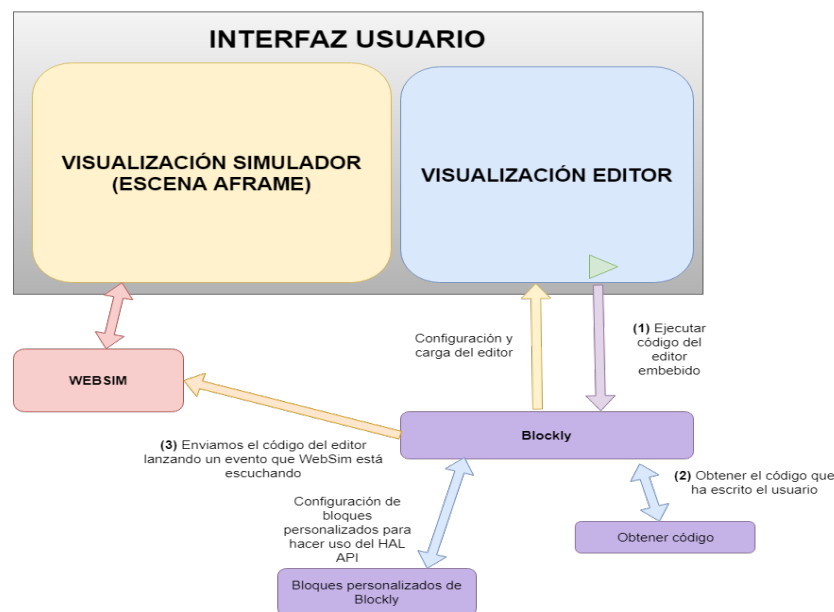 INTERFAZ USUARIO
VISUALIZACIÓN SIMULADOR
(ESCENA AFRAME)
VISUALIZACIÓN EDITOR
Configuración y
carga del editor
(1) Ejecutar
código del
editor
embebido
WEBSIM
Blockly
(3) Enviamos el código del editor
lanzando un evento que WebSim está
escuchando
(2) Obtener el código que
ha escrito el usuario
Configuración de
bloques
personalizados para
hacer uso del HAL
API
Obtener código
Bloques personalizados de
Blockly